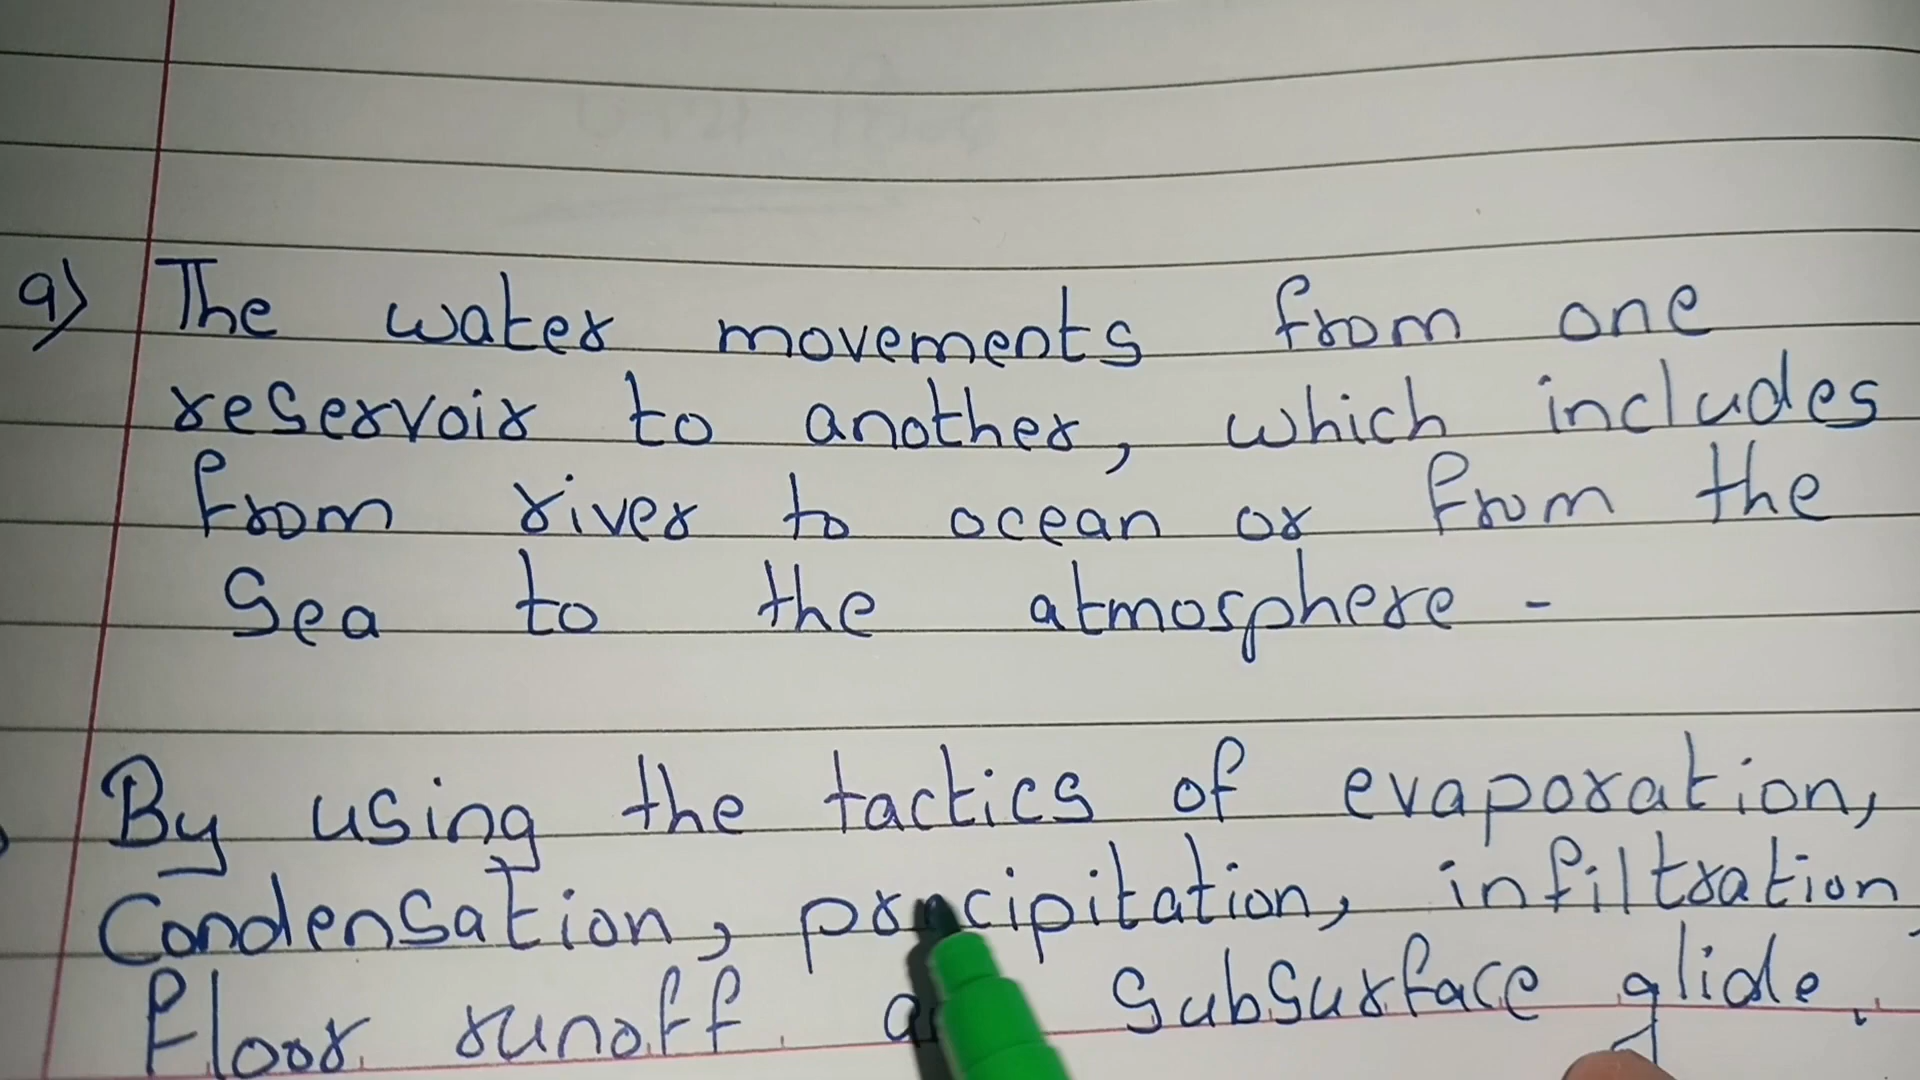 a) The water movements from one
reservoir to another, which includes
from river to ocean or from the
Sea to the atmosphere -
By using the tactics of evaporation,
Condensation, precipitation, infiltration,
floor runoff subsurface glide.